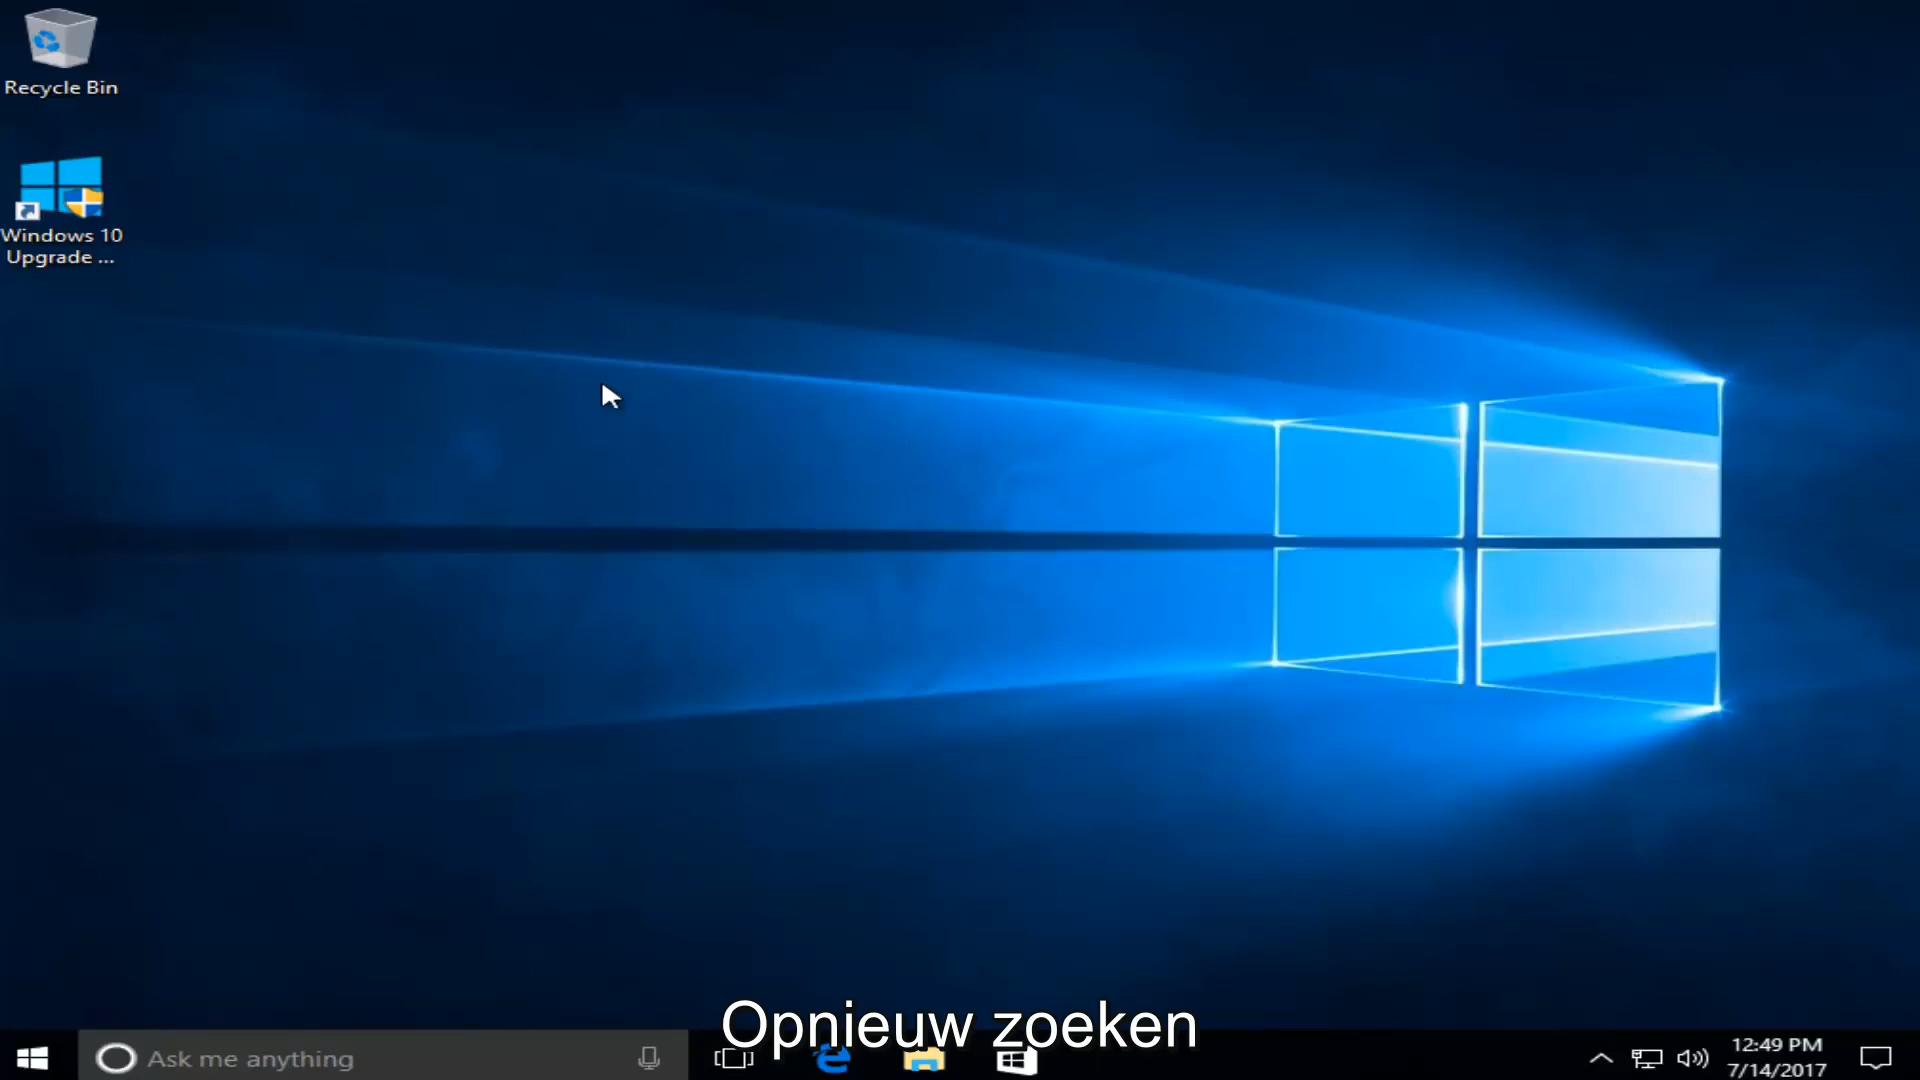 Recycle Bin
Windows 10
Upgrade ...
Opnieuw zoeken
Ask me anything
12:49 PM
7/14/2017